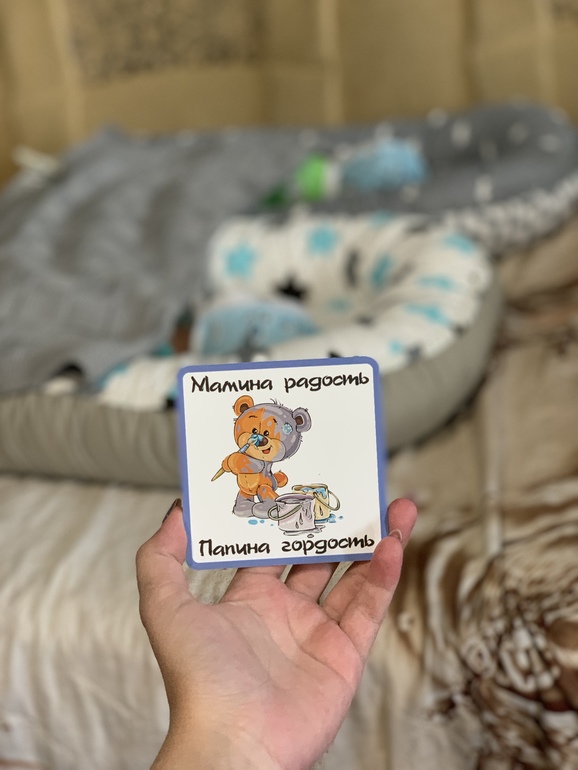 Мамина радость
Папина гордость